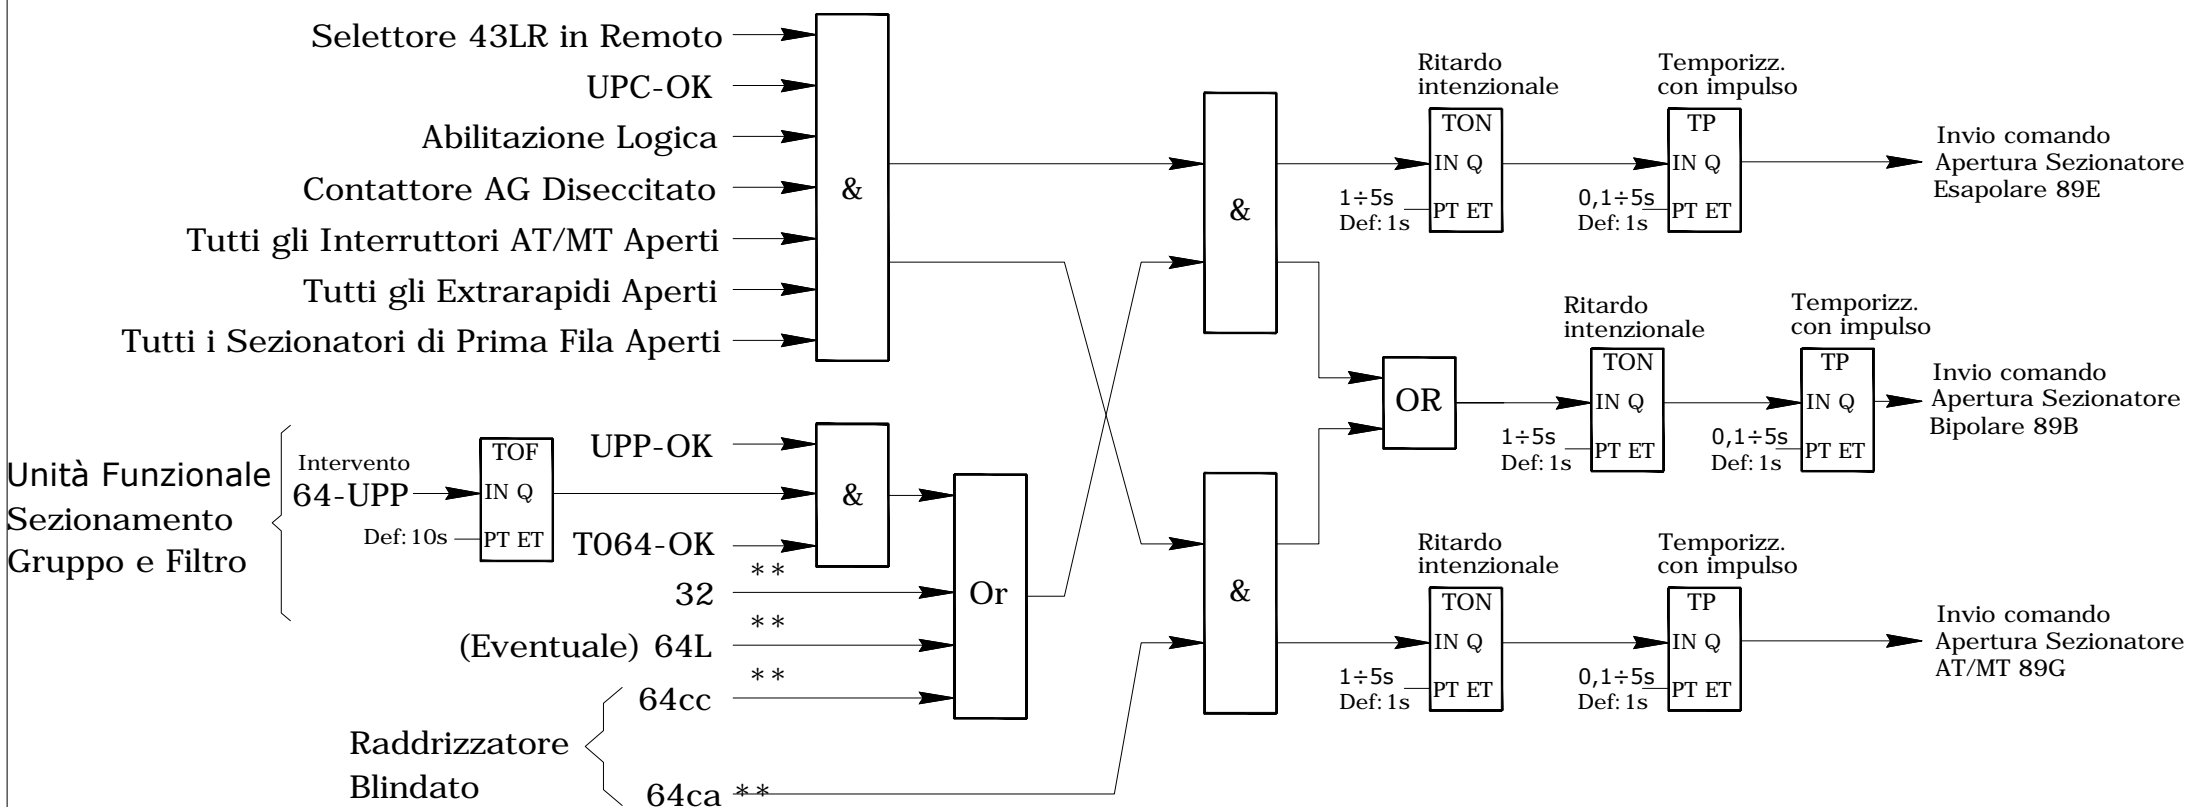 Selettore 43LR in Remoto
UPC-OK
Abilitazione Logica
Contattore AG Diseccitato
Tutti gli Interruttori AT/MT Aperti
Tutti gli Extrarapidi Aperti
Tutti i Sezionatori di Prima Fila Aperti
&
Unità Funzionale
Sezionamento
Gruppo e Filtro
Intervento
64-UPP
Def:10s
TOF
IN Q
PT ET
UPP-OK
T064-OK
&
32
**
(Eventuale) 64L
**
64cc
**
Or
Raddrizzatore
Blindato
64ca **
&
&
OR
Ritardo
intenzionale
TON
IN Q
PT ET
1÷5s
Def:1s
Temporizz.
con impulso
TP
IN Q
PT ET
0,1÷5s
Def:1s
Invio comando
Apertura Sezionatore
Esapolare 89E
Ritardo
intenzionale
TON
IN Q
PT ET
1÷5s
Def:1s
Temporizz.
con impulso
TP
IN Q
PT ET
0,1÷5s
Def:1s
Invio comando
Apertura Sezionatore
Bipolare 89B
Ritardo
intenzionale
TON
IN Q
PT ET
1÷5s
Def:1s
Temporizz.
con impulso
TP
IN Q
PT ET
0,1÷5s
Def:1s
Invio comando
Apertura Sezionatore
AT/MT 89G